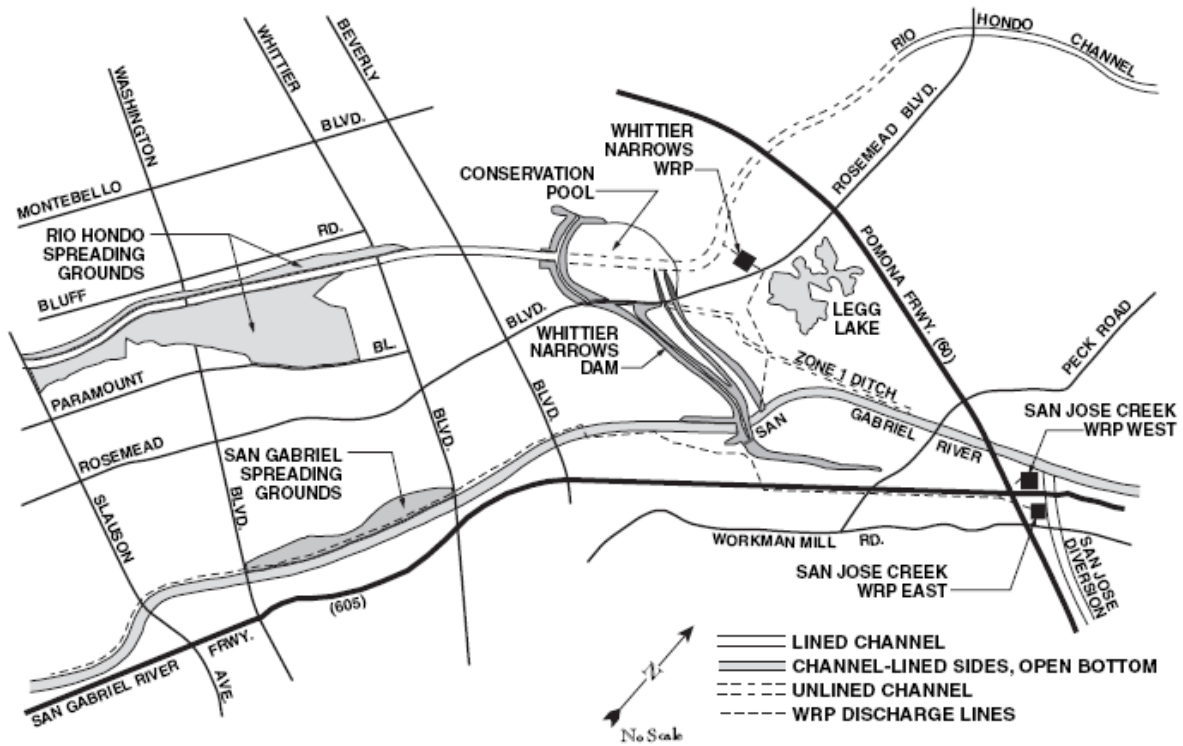 RIO
HONDO
CHANNEL
WHITTIER
BEVERLY
WASHINGTON
BLVD.
MONTEBELLO
WHITTIER
NARROWS
WRP
ROSEMEAD BLVD.
CONSERVATION
POOL
RIO HONDO
SPREADING
GROUNDS
RD.
BLUFF
POMONA FRWY. (60)
LEGG
LAKE
BLVD.
WHITTIER
NARROWS
DAM
BL.
PARAMOUNT
ZONE 1 DITCH
PECK ROAD
ROSEMEAD
BLVD.
BLVD.
SAN
GABRIEL
RIVER
SAN JOSE CREEK
WRP WEST
SAN GABRIEL
SPREADING
GROUNDS
SLAUSON
BLVD.
WORKMAN MILL
RD.
SAN JOSE
DIVERSION
SAN JOSE CREEK
WRP EAST
(605)
SAN GABRIEL RIVER
FRWY.
AVE.
N
No Scale
LINED CHANNEL
CHANNEL-LINED SIDES, OPEN BOTTOM
UNLINED CHANNEL
WRP DISCHARGE LINES